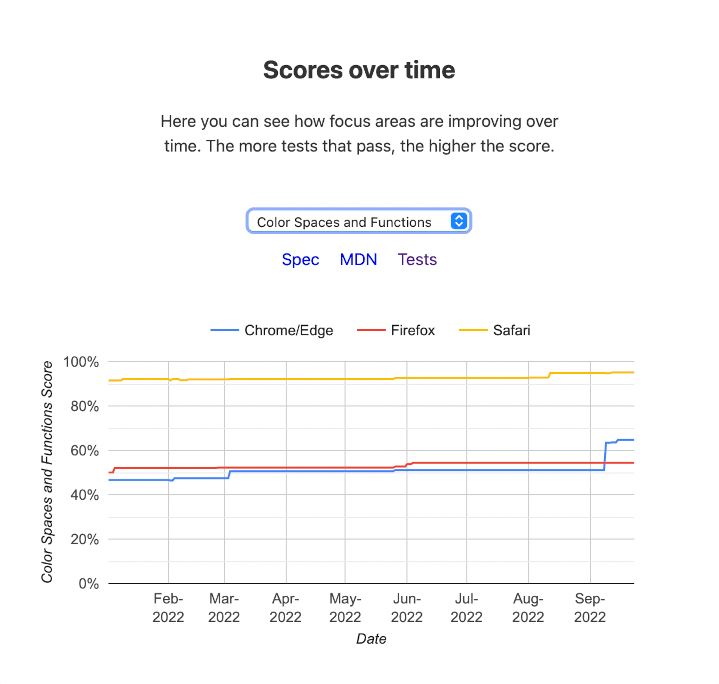 Scores over time
Here you can see how focus areas are improving over
time. The more tests that pass, the higher the score.
Color Spaces and Functions
Spec MDN Tests
Chrome/Edge Firefox Safari
Color Spaces and Functions Score
100%
80%
60%
40%
20%
0%
Feb- Mar- Apr- May- Jun- Jul- Aug- Sep-
2022 2022 2022 2022 2022 2022 2022 2022
Date